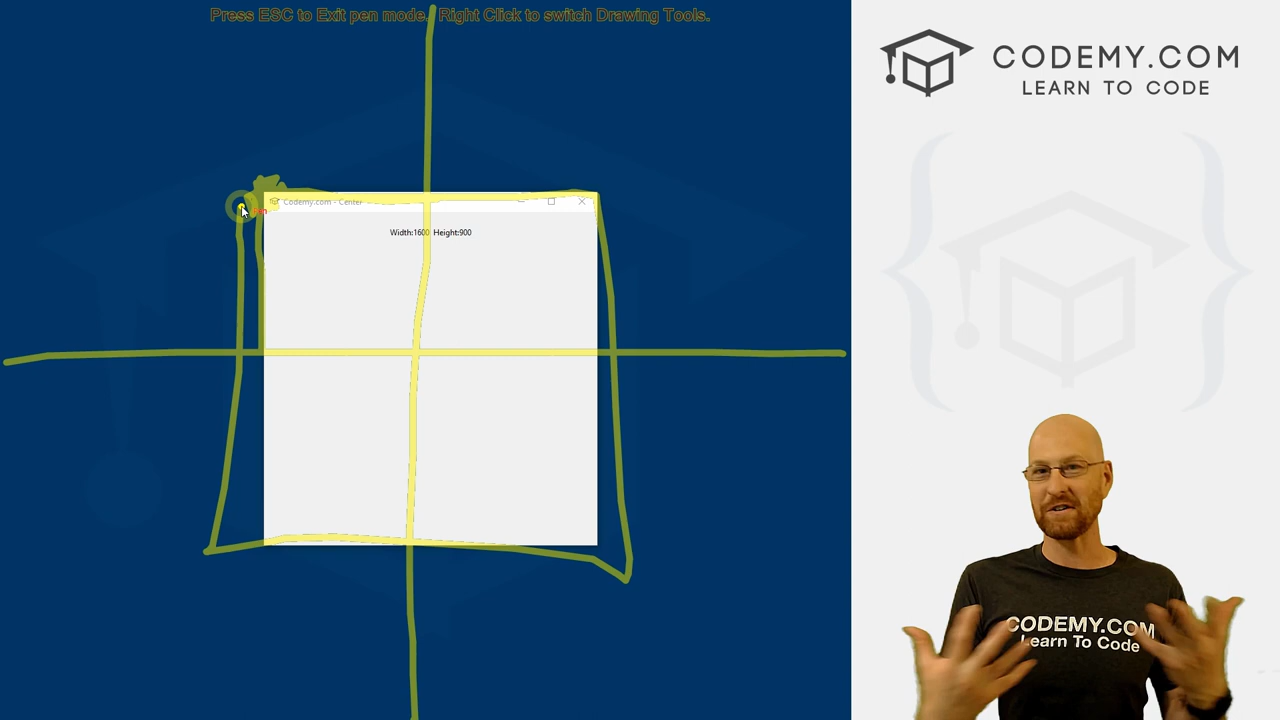 Press ESC to Exit pen mode. Right Click to switch Drawing Tools.
CODEMY.COM
LEARN TO CODE
Pen
Codemy.com - Center
Width:1600 Height:900
CODEMY.COM
Learn To Code